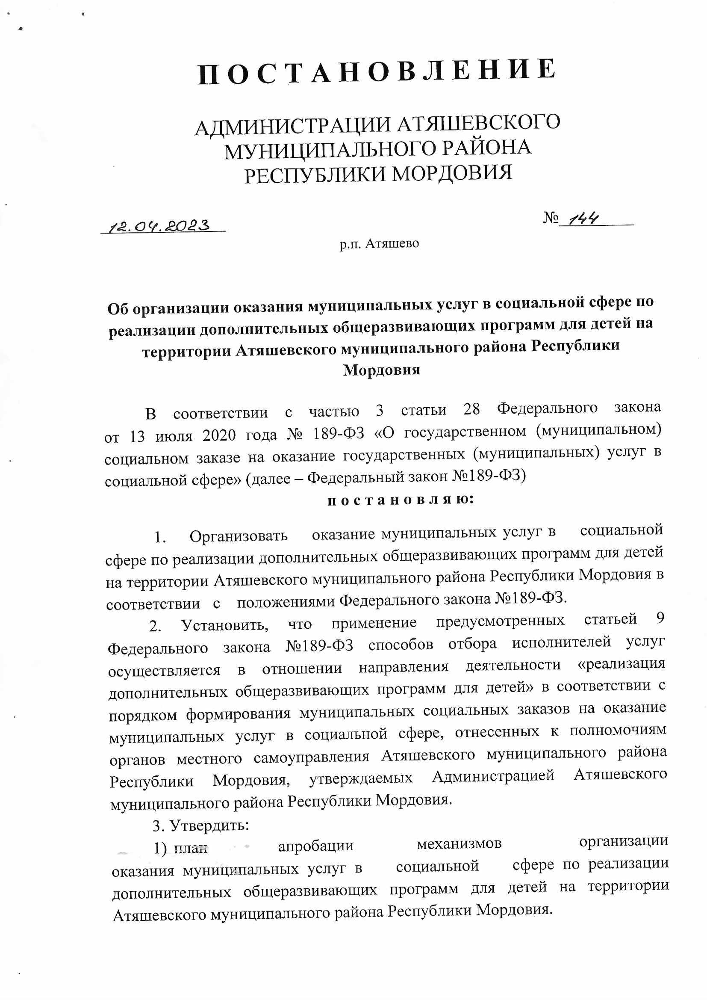 П О С Т А Н О В Л Е Н И Е
АДМИНИСТРАЦИИ АТЯШЕВСКОГО
МУНИЦИПАЛЬНОГО РАЙОНА
РЕСПУБЛИКИ МОРДОВИЯ
12.04.2023 № 144
р.п. Атяшево
Об организации оказания муниципальных услуг в социальной сфере по
реализации дополнительных общеразвивающих программ для детей на
территории Атяшевского муниципального района Республики
Мордовия
В соответствии с частью 3 статьи 28 Федерального закона
от 13 июля 2020 года № 189-ФЗ «О государственном (муниципальном)
социальном заказе на оказание государственных (муниципальных) услуг в
социальной сфере» (далее – Федеральный закон №189-ФЗ)
п о с т а н о в л я ю:
1. Организовать оказание муниципальных услуг в социальной
сфере по реализации дополнительных общеразвивающих программ для детей
на территории Атяшевского муниципального района Республики Мордовия в
соответствии с положениями Федерального закона №189-ФЗ.
2. Установить, что применение предусмотренных статьей 9
Федерального закона №189-ФЗ способов отбора исполнителей услуг
осуществляется в отношении направления деятельности «реализация
дополнительных общеразвивающих программ для детей» в соответствии с
порядком формирования муниципальных социальных заказов на оказание
муниципальных услуг в социальной сфере, отнесенных к полномочиям
органов местного самоуправления Атяшевского муниципального района
Республики Мордовия, утверждаемых Администрацией Атяшевского
муниципального района Республики Мордовия.
3. Утвердить:
1) план апробации механизмов организации
оказания муниципальных услуг в социальной сфере по реализации
дополнительных общеразвивающих программ для детей на территории
Атяшевского муниципального района Республики Мордовия.